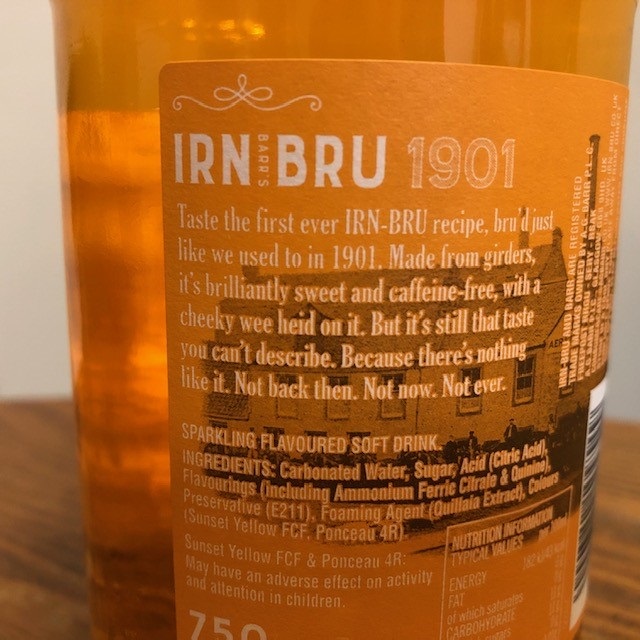 IRN BARR'S BRU 1901
Taste the first ever IRN-BRU recipe, bru'd just
like we used to in 1901. Made from girders,
it's brilliantly sweet and caffeine-free, with a
cheeky wee heid on it. But it's still that taste
you can't describe. Because there's nothing
like it. Not back then. Not now. Not ever.
SPARKLING FLAVOURED SOFT DRINK.
INGREDIENTS: Carbonated Water, Sugar, Acid (Citric Acid),
Flavourings (including Ammonium Ferric Citrate & Quinine),
Preservative (E211), Foaming Agent (Quillaia Extract), Colours
(Sunset Yellow FCF, Ponceau 4R)
Sunset Yellow FCF & Ponceau 4R:
May have an adverse effect on activity
and attention in children.
750
NUTRITION INFORMATION
TYPICAL VALUES
ENERGY
FAT
of which saturates
CARBOHYDRATE